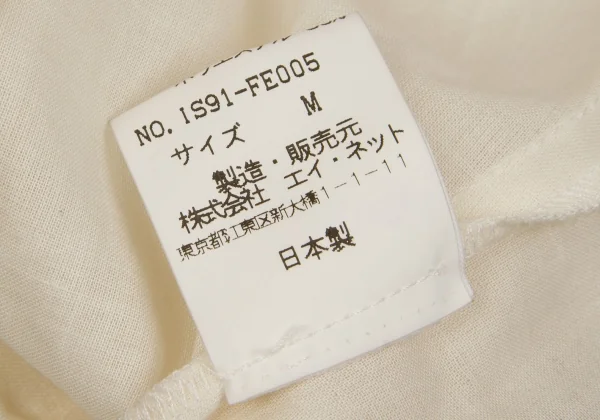 NO. IS91-FE005
サイズ M
製造・販売元
株式会社 エイ・ネット
東京都江東区新大橋1-1-11
日本製